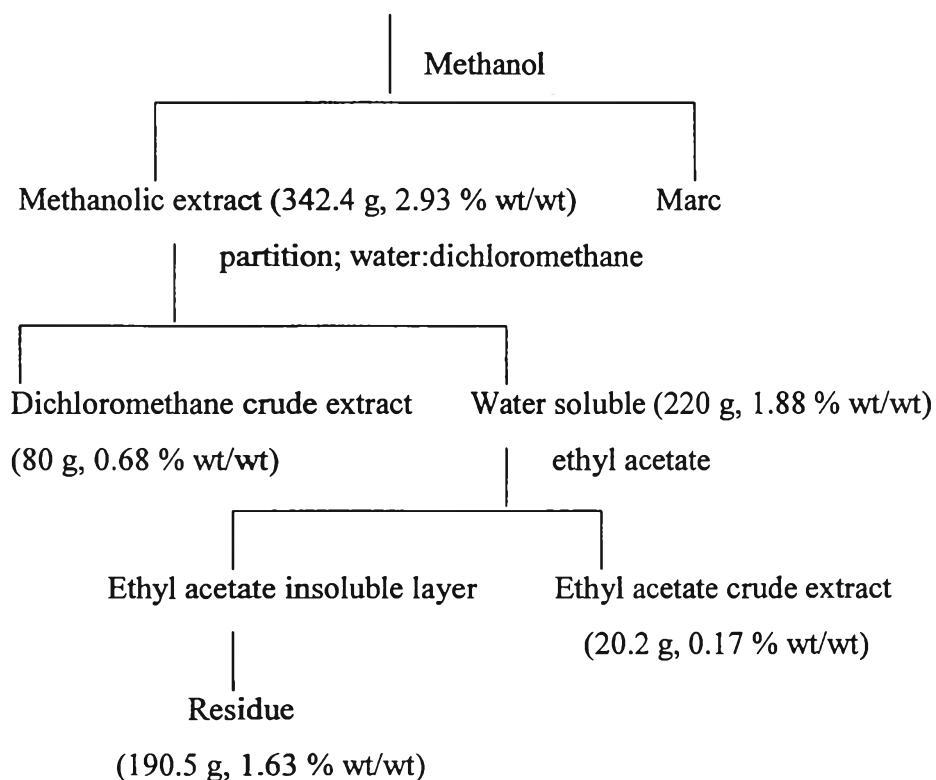 Methanol
Methanolic extract (342.4 g, 2.93 % wt/wt) Marc
partition; water:dichloromethane
Dichloromethane crude extract Water soluble (220 g, 1.88 % wt/wt)
(80 g, 0.68 % wt/wt) ethyl acetate
Ethyl acetate insoluble layer Ethyl acetate crude extract
(20.2 g, 0.17 % wt/wt)
Residue
(190.5 g, 1.63 % wt/wt)